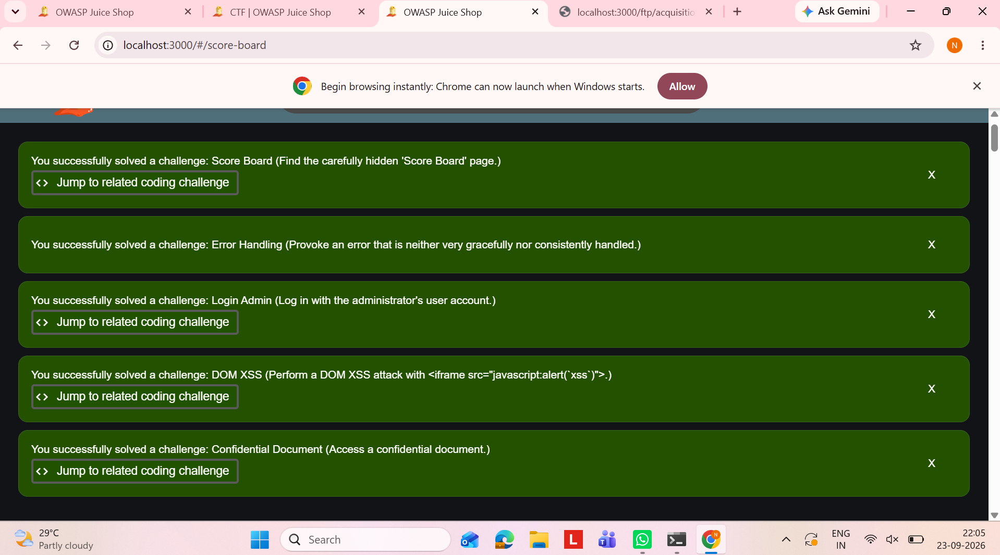 OWASP Juice Shop
CTF | OWASP Juice Shop
OWASP Juice Shop
localhost:3000/ftp/acquisitio
Ask Gemini
localhost:3000/#/score-board
N
Begin browsing instantly: Chrome can now launch when Windows starts.
Allow
You successfully solved a challenge: Score Board (Find the carefully hidden 'Score Board' page.)
X
<> Jump to related coding challenge
You successfully solved a challenge: Error Handling (Provoke an error that is neither very gracefully nor consistently handled.)
X
You successfully solved a challenge: Login Admin (Log in with the administrator's user account.)
X
<> Jump to related coding challenge
You successfully solved a challenge: DOM XSS (Perform a DOM XSS attack with <iframe src="javascript:alert(`xss`)">.)
X
<> Jump to related coding challenge
You successfully solved a challenge: Confidential Document (Access a confidential document.)
X
<> Jump to related coding challenge
29°C
Partly cloudy
Search
L
N
ENG
IN
22:05
23-09-2026